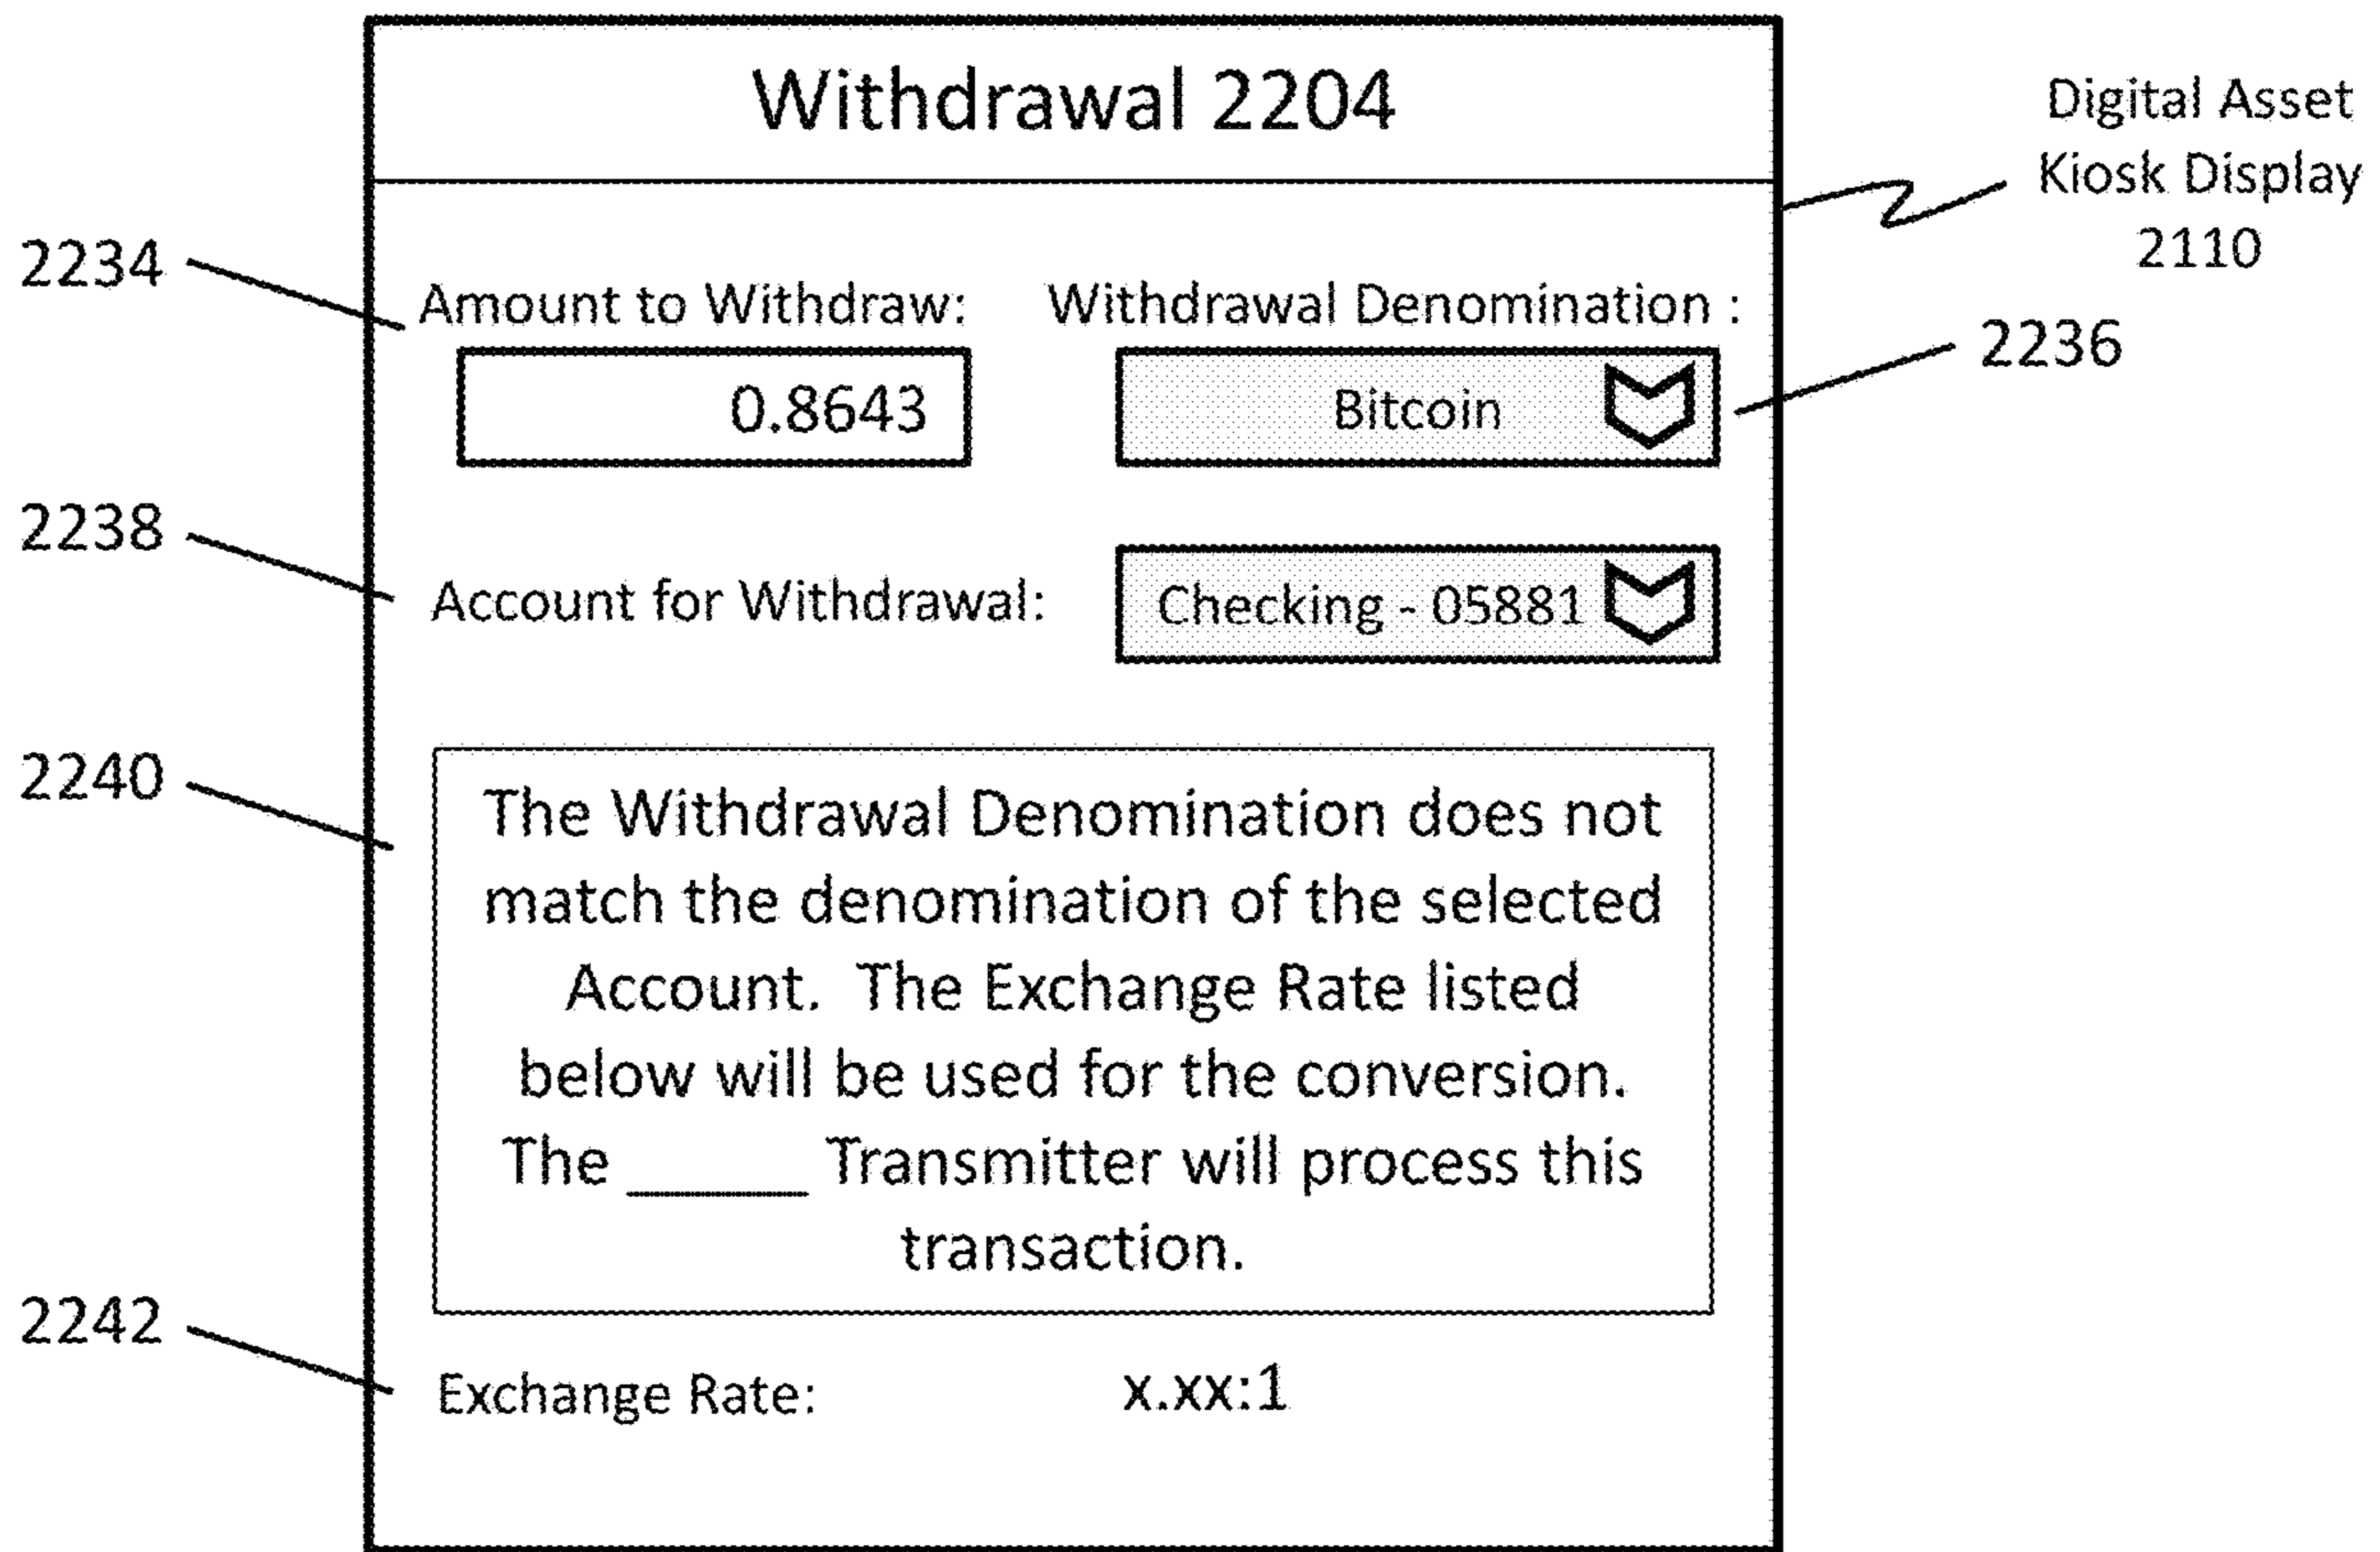 Withdrawal 2204
Digital Asset
Kiosk Display
2110
2234
Amount to Withdraw:
Withdrawal Denomination :
2236
0.8643
Bitcoin
2238
Account for Withdrawal:
Checking - 05881
2240
The Withdrawal Denomination does not
match the denomination of the selected
Account. The Exchange Rate listed
below will be used for the conversion.
The _____ Transmitter will process this
transaction.
2242
Exchange Rate:
x.xx:1